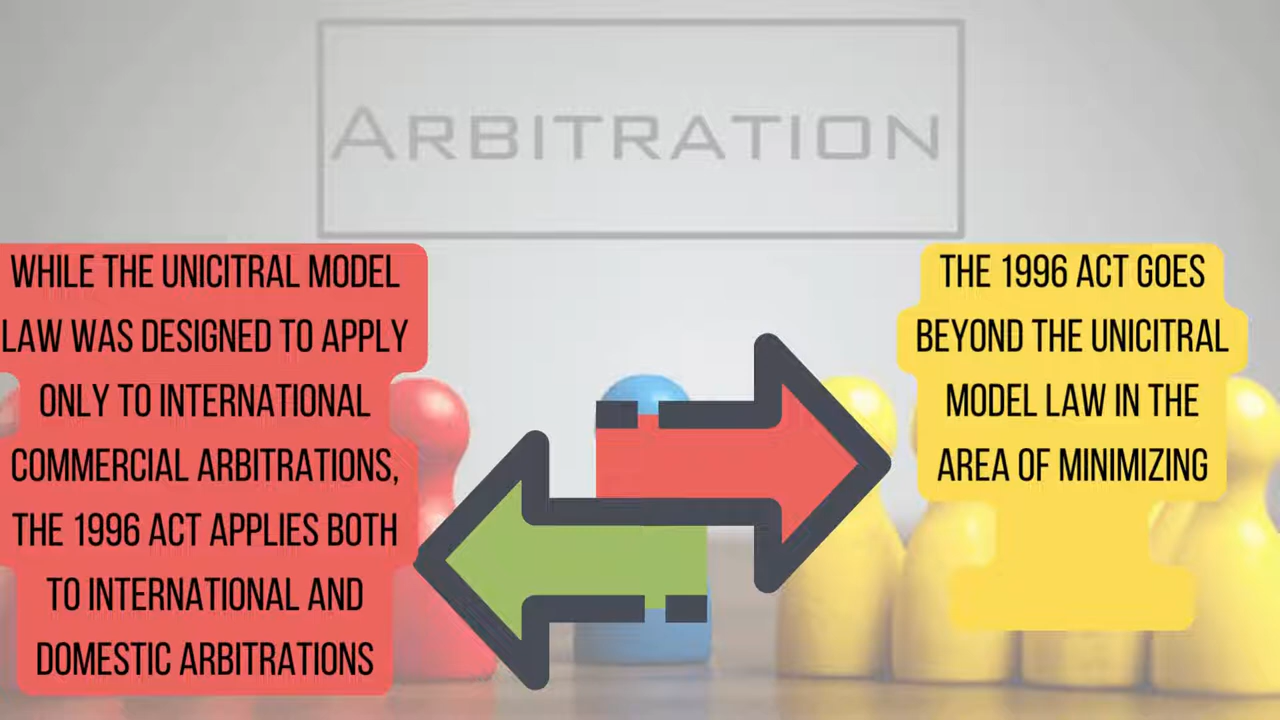 ARBITRATION
WHILE THE UNICITRAL MODEL
LAW WAS DESIGNED TO APPLY
ONLY TO INTERNATIONAL
COMMERCIAL ARBITRATIONS,
THE 1996 ACT APPLIES BOTH
TO INTERNATIONAL AND
DOMESTIC ARBITRATIONS
THE 1996 ACT GOES
BEYOND THE UNICITRAL
MODEL LAW IN THE
AREA OF MINIMIZING